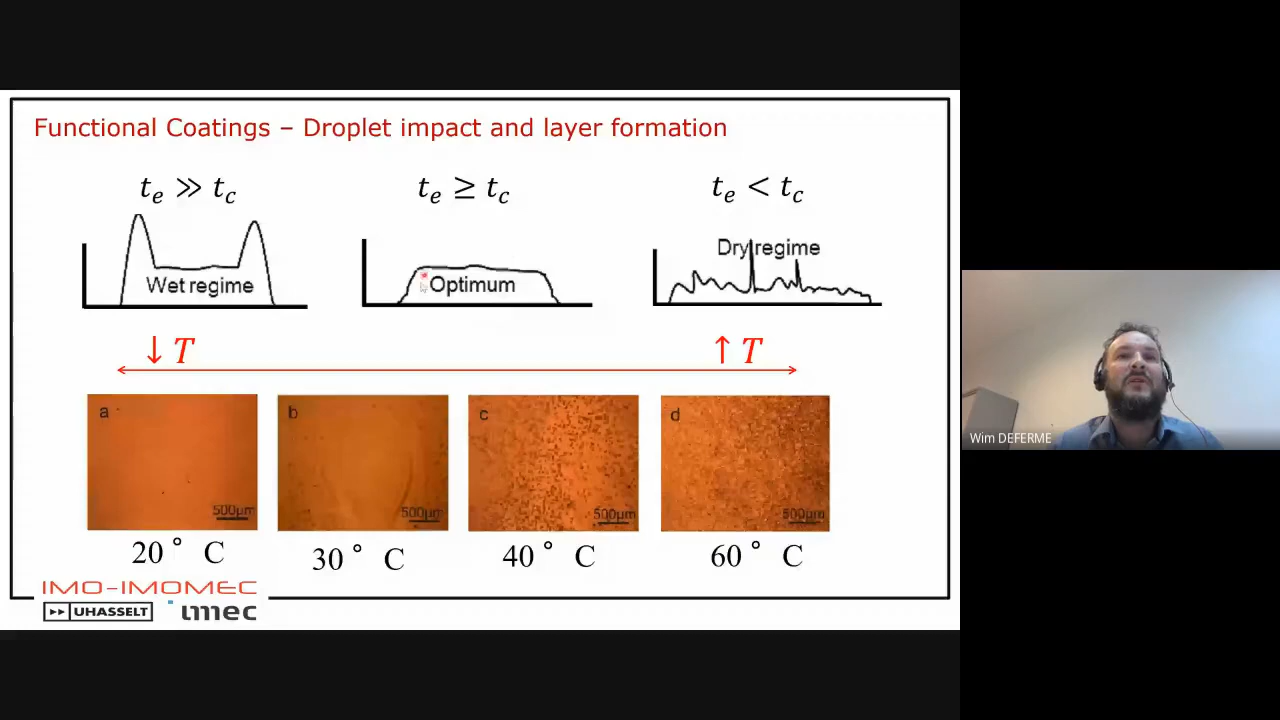 Functional Coatings – Droplet impact and layer formation
t_e ≫ t_c
t_e ≥ t_c
t_e < t_c
Wet regime
Optimum
Dry regime
↓ T
↑ T
a
b
c
d
500µm
500µm
500µm
500µm
20° C
30° C
40° C
60° C
IMO-IMOMEC
UHASSELT
imec
Wim DEFERME